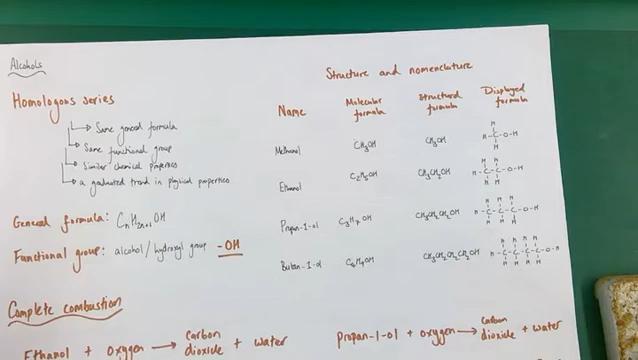 Alcohols
Homologous series
Same general formula
Same functional group
Similar chemical properties
a graduated trend in physical properties
General formula: CnH2n+1OH
Functional group: alcohol/hydroxyl group -OH
Structure and nomenclature
Name
Molecular formula
Structural formula
Displayed formula
Methanol CH3OH CH3OH
Ethanol C2H5OH CH3CH2OH
Propan-1-ol C3H7OH CH3CH2CH2OH
Butan-1-ol CH3CH2CH2CH2OH
Complete combustion
Ethanol + oxygen → carbon dioxide + water
propan-1-ol + oxygen → carbon dioxide + water